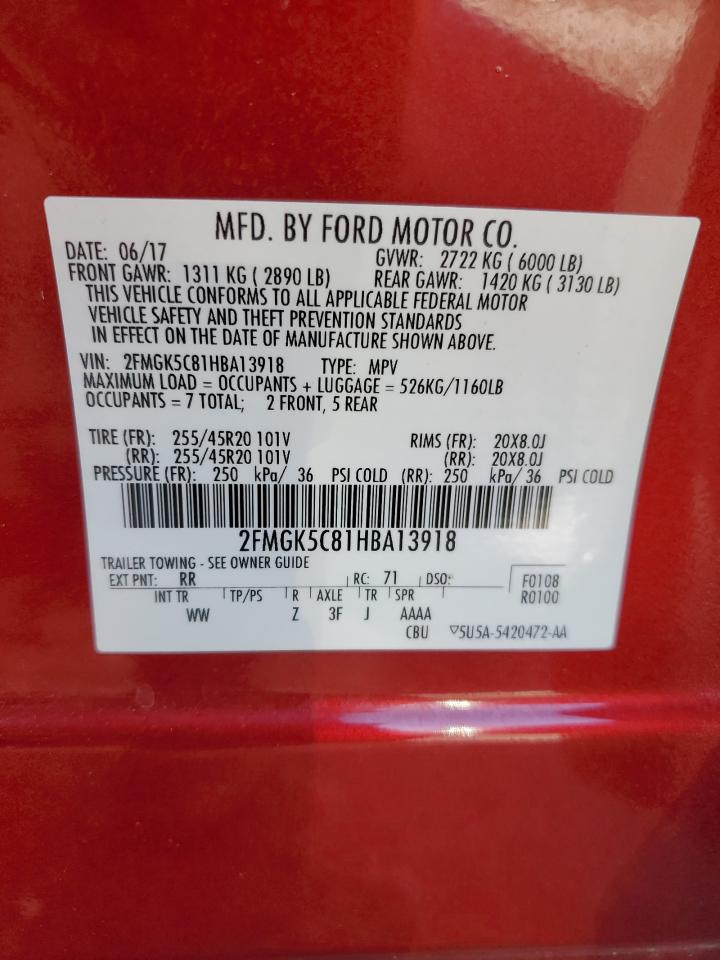 MFD. BY FORD MOTOR CO.
DATE: 06/17 GVWR: 2722 KG ( 6000 LB)
FRONT GAWR: 1311 KG ( 2890 LB) REAR GAWR: 1420 KG ( 3130 LB)
THIS VEHICLE CONFORMS TO ALL APPLICABLE FEDERAL MOTOR
VEHICLE SAFETY AND THEFT PREVENTION STANDARDS
IN EFFECT ON THE DATE OF MANUFACTURE SHOWN ABOVE.
VIN: 2FMGK5C81HBA13918 TYPE: MPV
MAXIMUM LOAD = OCCUPANTS + LUGGAGE = 526KG/1160LB
OCCUPANTS = 7 TOTAL; 2 FRONT, 5 REAR
TIRE (FR): 255/45R20 101V RIMS (FR): 20X8.0J
(RR): 255/45R20 101V (RR): 20X8.0J
PRESSURE (FR): 250 kPa/ 36 PSI COLD (RR): 250 kPa/ 36 PSI COLD
2FMGK5C81HBA13918
TRAILER TOWING - SEE OWNER GUIDE
EXT PNT: RR RC: 71 DSO: F0108
INT TR TP/PS R AXLE TR SPR R0100
WW Z 3F J AAAA
CBU ▽5U5A-5420472-AA